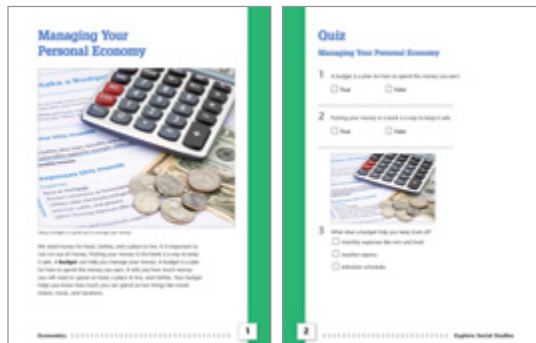 Managing Your
Personal Economy
Make a Budget
expenses this month
We need money for food, clothes, and a place to live. It is important to
not run out of money. Putting your money in the bank is a way to keep
it safe. A budget can help you manage your money. A budget is a plan
for how to spend the money you earn. It tells you how much money
you will need to spend on food, a place to live, and clothes. Your budget
helps you know how much you can spend on fun things like movie
tickets, music, and vacations.
Economics
1
Quiz
Managing Your Personal Economy
1 A budget is a plan for how to spend the money you earn.
True False
2 Putting your money in a bank is a way to keep it safe.
True False
3 What does a budget help you keep track of?
monthly expenses like rent and food
weather reports
television schedules
2
Explore Social Studies